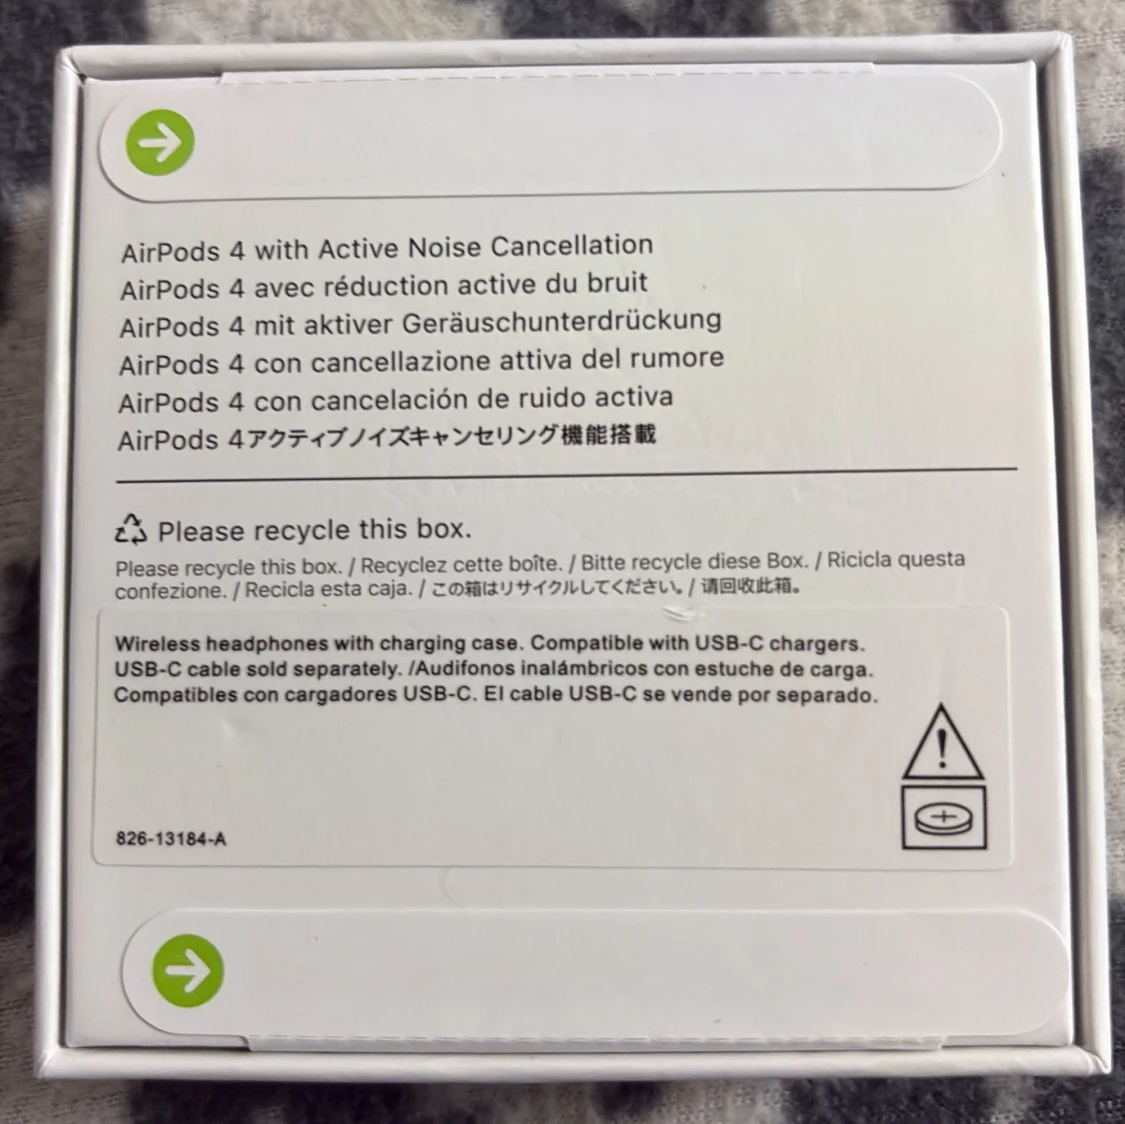 AirPods 4 with Active Noise Cancellation
AirPods 4 avec réduction active du bruit
AirPods 4 mit aktiver Geräuschunterdrückung
AirPods 4 con cancellazione attiva del rumore
AirPods 4 con cancelación de ruido activa
AirPods 4アクティブノイズキャンセリング機能搭載
Please recycle this box.
Please recycle this box. / Recyclez cette boîte. / Bitte recycle diese Box. / Ricicla questa
confezione. / Recicla esta caja. / この箱はリサイクルしてください。/ 请回收此箱。
Wireless headphones with charging case. Compatible with USB-C chargers.
USB-C cable sold separately. /Audifonos inalámbricos con estuche de carga.
Compatibles con cargadores USB-C. El cable USB-C se vende por separado.
826-13184-A